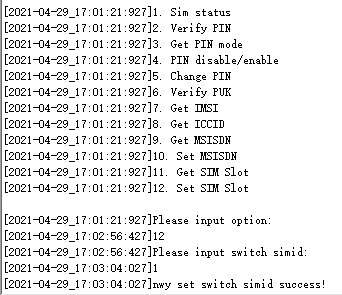 [2021-04-29_17:01:21:927]1. Sim status
[2021-04-29_17:01:21:927]2. Verify PIN
[2021-04-29_17:01:21:927]3. Get PIN mode
[2021-04-29_17:01:21:927]4. PIN disable/enable
[2021-04-29_17:01:21:927]5. Change PIN
[2021-04-29_17:01:21:927]6. Verify PUK
[2021-04-29_17:01:21:927]7. Get IMSI
[2021-04-29_17:01:21:927]8. Get ICCID
[2021-04-29_17:01:21:927]9. Get MSISDN
[2021-04-29_17:01:21:927]10. Set MSISDN
[2021-04-29_17:01:21:927]11. Get SIM Slot
[2021-04-29_17:01:21:927]12. Set SIM Slot
[2021-04-29_17:01:21:927]Please input option:
[2021-04-29_17:02:56:427]12
[2021-04-29_17:02:56:427]Please input switch simid:
[2021-04-29_17:03:04:027]1
[2021-04-29_17:03:04:027]nwy set switch simid success!